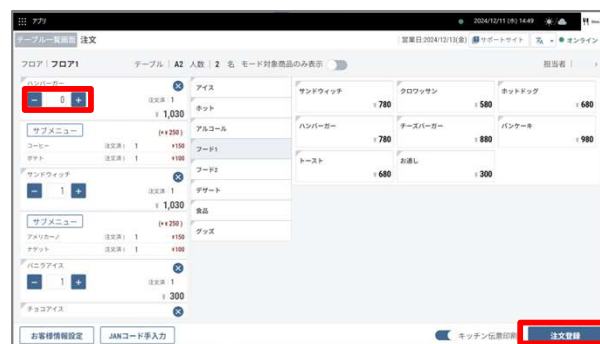 アプリ
2024/12/11 (水) 14:49
テーブル一覧画面 注文
営業日:2024/12/13(金) サポートサイト オンライン
フロア フロア1 テーブル A2 人数 2 名 モード対象商品のみ表示 担当者
ハンバーガー
0
注文済 1
¥ 1,030
サブメニュー (+¥250)
コーヒー 注文済 1 ¥150
ポテト 注文済 1 ¥100
サンドウィッチ
1
注文済 1
¥ 1,030
サブメニュー (+¥250)
アメリカーノ 注文済 1 ¥150
ナゲット 注文済 1 ¥100
バニラアイス
1
注文済 1
¥ 300
チョコアイス
アイス
ホット
アルコール
フード1
フード2
デザート
食品
グッズ
サンドウィッチ
¥ 780
クロワッサン
¥ 580
ホットドッグ
¥ 680
ハンバーガー
¥ 780
チーズバーガー
¥ 880
パンケーキ
¥ 980
トースト
¥ 680
お通し
¥ 300
お客様情報設定 JANコード手入力 キッチン伝票印刷 注文登録